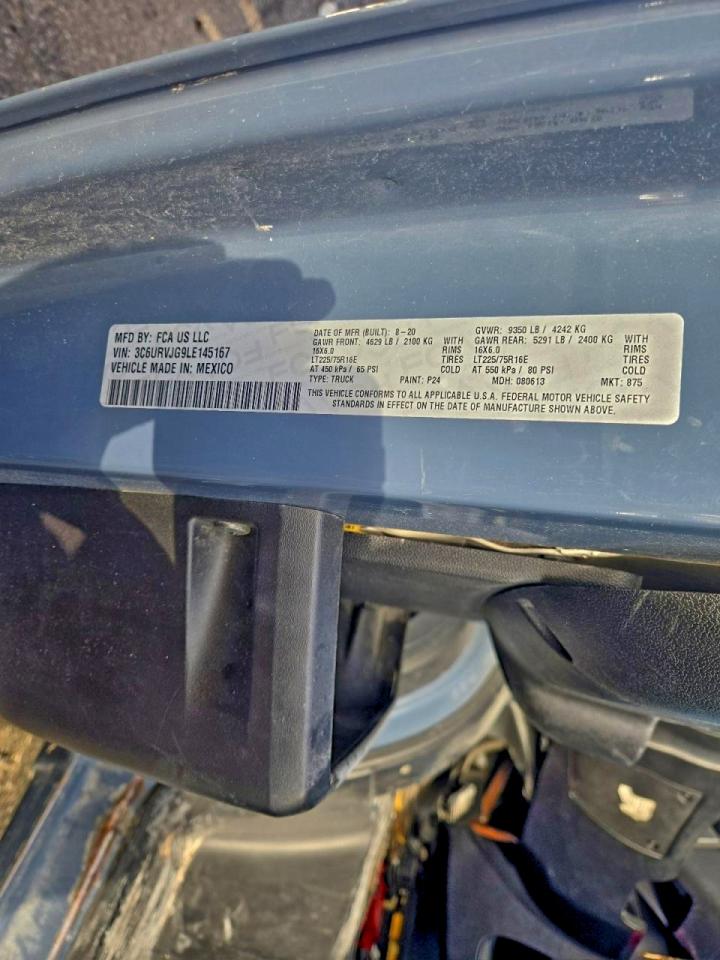 MFD BY: FCA US LLC
VIN: 3C6URVJG9LE145167
VEHICLE MADE IN: MEXICO
DATE OF MFR (BUILT): 8-20
GVWR: 9350 LB / 4242 KG
GAWR FRONT: 4629 LB / 2100 KG WITH
GAWR REAR: 5291 LB / 2400 KG WITH
16X6.0 RIMS 16X6.0 RIMS
LT225/75R16E TIRES LT225/75R16E TIRES
AT 450 kPa / 65 PSI COLD AT 550 kPa / 80 PSI COLD
TYPE: TRUCK PAINT: P24 MDH: 080613 MKT: 875
THIS VEHICLE CONFORMS TO ALL APPLICABLE U.S.A. FEDERAL MOTOR VEHICLE SAFETY
STANDARDS IN EFFECT ON THE DATE OF MANUFACTURE SHOWN ABOVE.